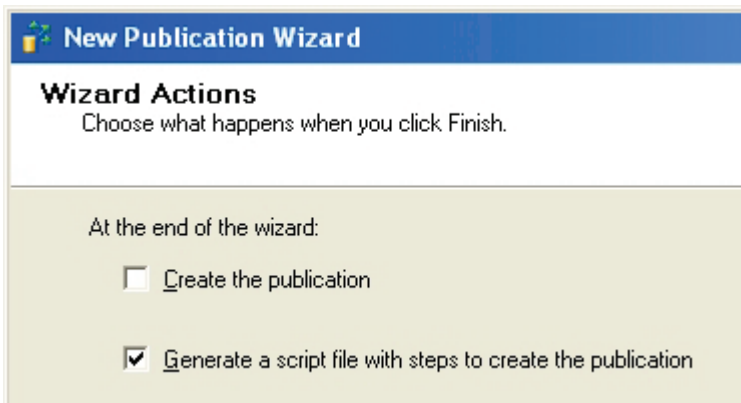 New Publication Wizard
Wizard Actions
Choose what happens when you click Finish.
At the end of the wizard:
Create the publication
Generate a script file with steps to create the publication